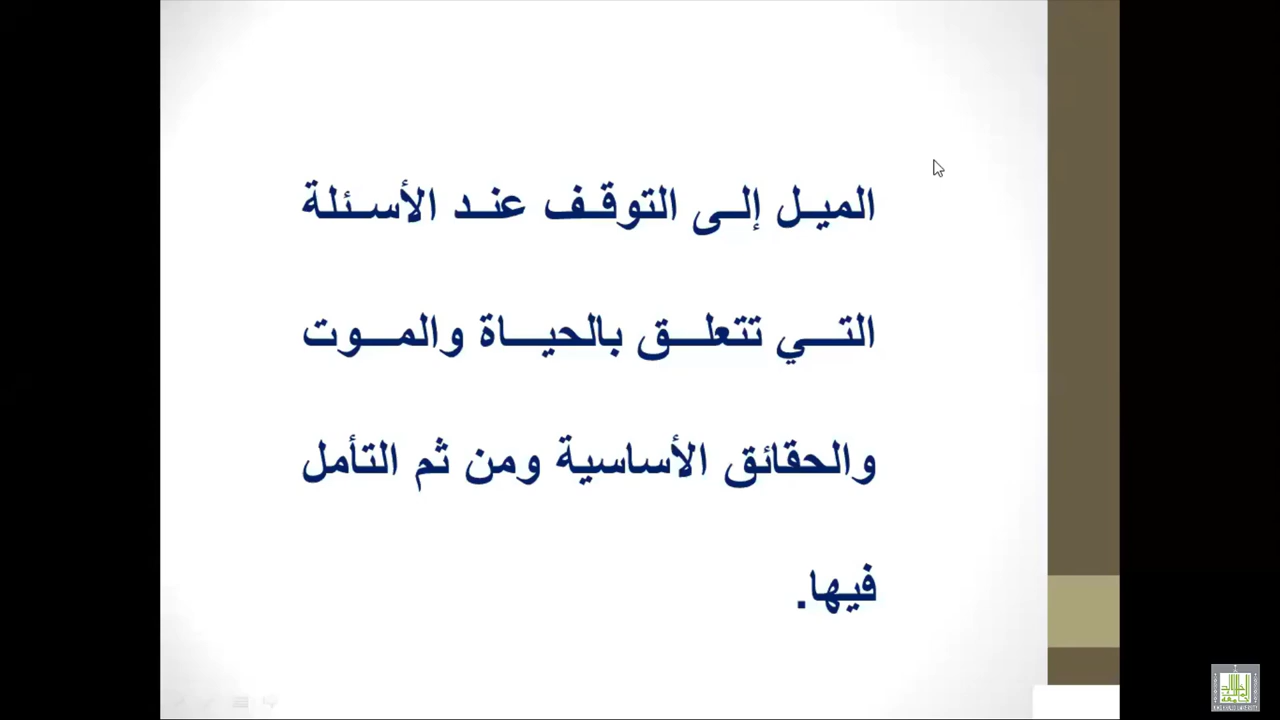 الميل إلى التوقف عند الأسئلة
التي تتعلق بالحياة والموت
والحقائق الأساسية ومن ثم التأمل
فيها.